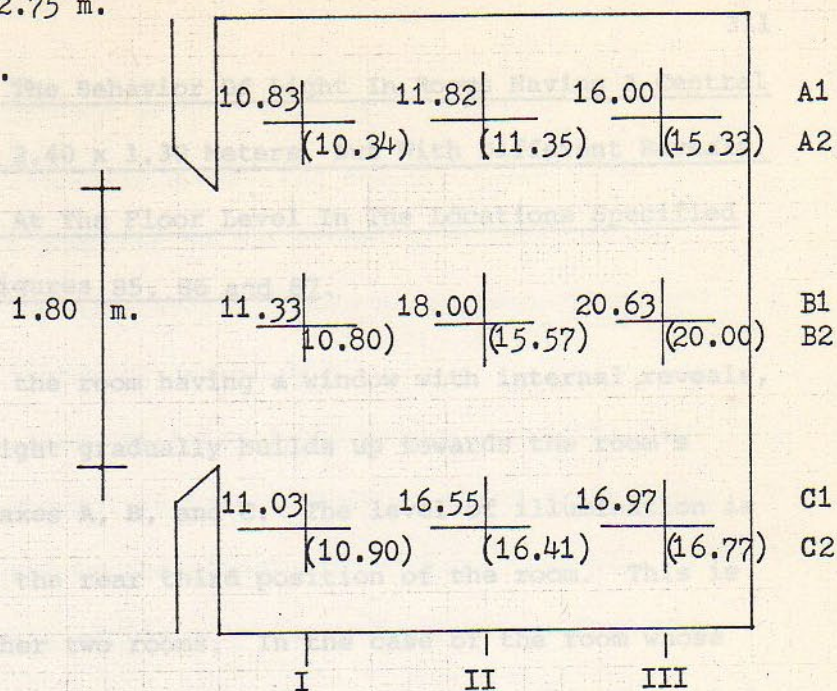 2.75 m.
10.83 11.82 16.00 A1
(10.34) (11.35) (15.33) A2
1.80 m. 11.33 18.00 20.63 B1
10.80) (15.57) (20.00) B2
11.03 16.55 16.97 C1
(10.90) (16.41) (16.77) C2
I II III
The Behavior Of Light In Rooms Having A Central
2.40 x 1.30 Meters, But With Different
At The Floor Level In The Locations Specified
igures 85, 86 and 87.
the room having a window with internal reveals,
ight gradually builds up towards the room's
axes A, B, and C. The level of illumination is
the rear third position of the room. This is
her two rooms. In the case of the room whose